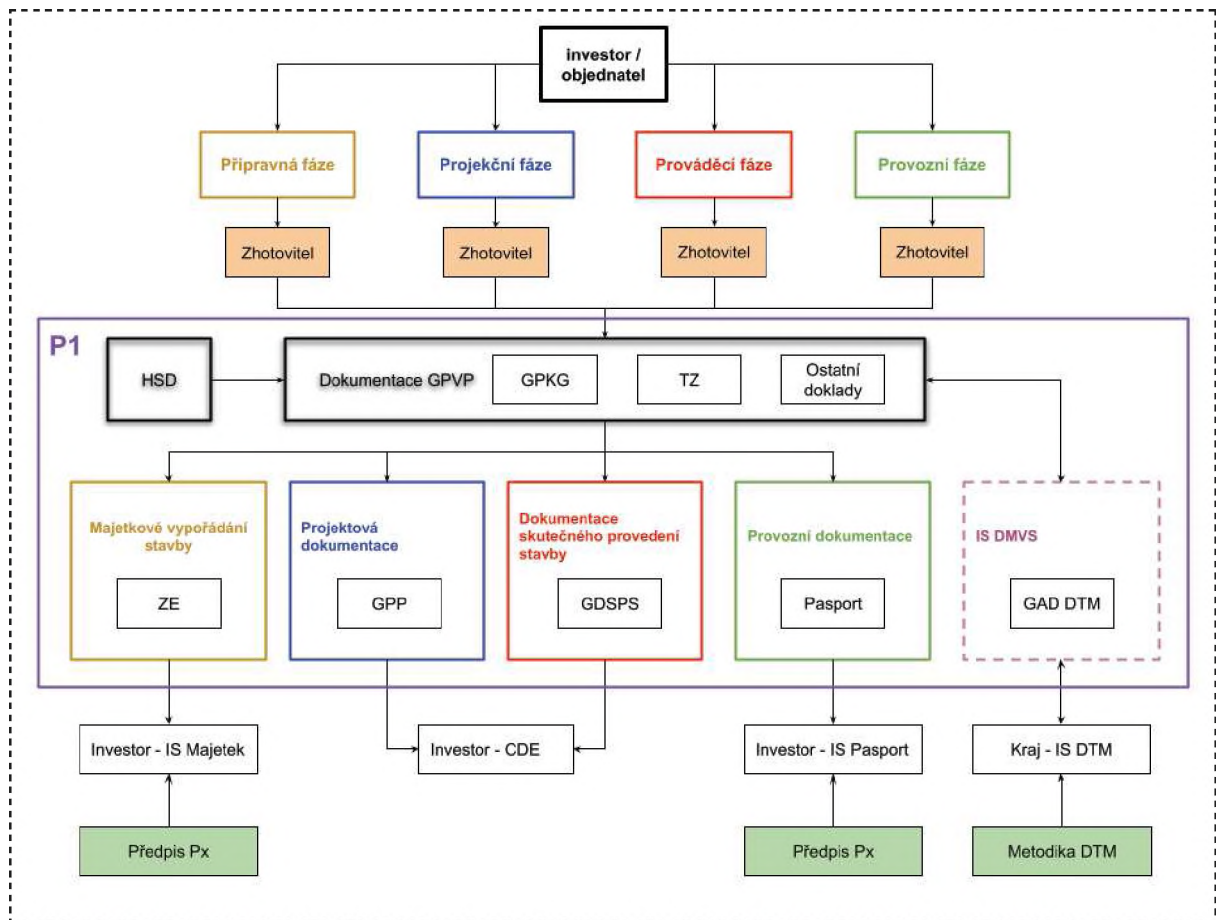 investor /
objednatel
Přípravná fáze
Projekční fáze
Prováděcí fáze
Provozní fáze
Zhotovitel
Zhotovitel
Zhotovitel
Zhotovitel
P1
HSD
Dokumentace GPVP
GPKG
TZ
Ostatní
doklady
Majetkové vypořádání
stavby
ZE
Projektová
dokumentace
GPP
Dokumentace
skutečného provedení
stavby
GDSPS
Provozní dokumentace
Pasport
IS DMVS
GAD DTM
Investor - IS Majetek
Investor - CDE
Investor - IS Pasport
Kraj - IS DTM
Předpis Px
Předpis Px
Metodika DTM